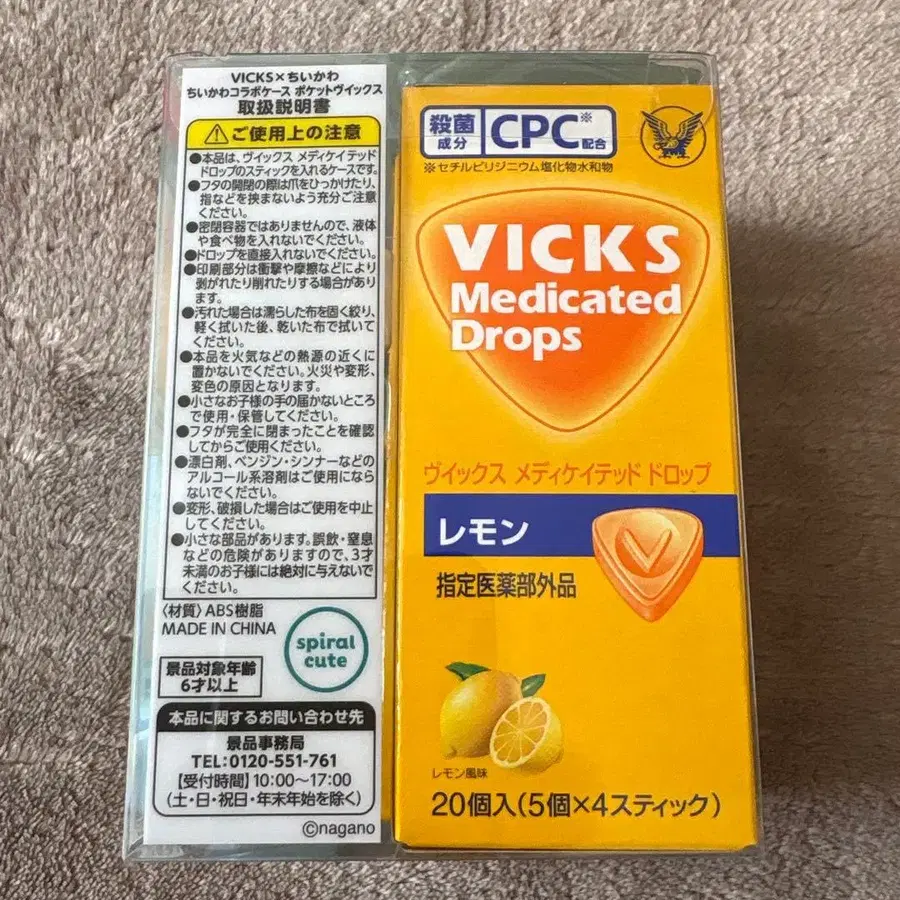 VICKS×ちいかわ
ちいかわコラボケース ポケットヴイックス
取扱説明書
ご使用上の注意
●本品は、ヴイックス メディケイテッド
ドロップのスティックを入れるケースです。
●フタの開閉の際は爪をひっかけたり、
指などを挟まないよう充分ご注意
ください。
●密閉容器ではありませんので、液体
や食べ物を入れないでください。
●ドロップを直接入れないでください。
●印刷部分は衝撃や摩擦などにより
剥がれたり削れたりする場合があり
ます。
●汚れた場合は濡らした布を固く絞り、
軽く拭いた後、乾いた布で拭いて
ください。
●本品を火気などの熱源の近くに
置かないでください。火災や変形、
変色の原因となります。
●小さなお子様の手の届かないところ
で使用・保管してください。
●フタが完全に閉まったことを確認
してからご使用ください。
●漂白剤、ベンジン・シンナーなどの
アルコール系溶剤はご使用になら
ないでください。
●変形、破損した場合はご使用を中止
してください。
●小さな部品があります。誤飲・窒息
などの危険がありますので、3才
未満のお子様には絶対に与えないで
ください。
〈材質〉ABS樹脂
MADE IN CHINA
spiral
cute
景品対象年齢
6才以上
本品に関するお問い合わせ先
景品事務局
TEL:0120-551-761
【受付時間】10:00〜17:00
(土・日・祝日・年末年始を除く)
©nagano
殺菌
成分
CPC※
配合
※セチルピリジニウム塩化物水和物
VICKS
Medicated
Drops
ヴイックス メディケイテッド ドロップ
レモン
V
指定医薬部外品
レモン風味
20個入(5個×4スティック)